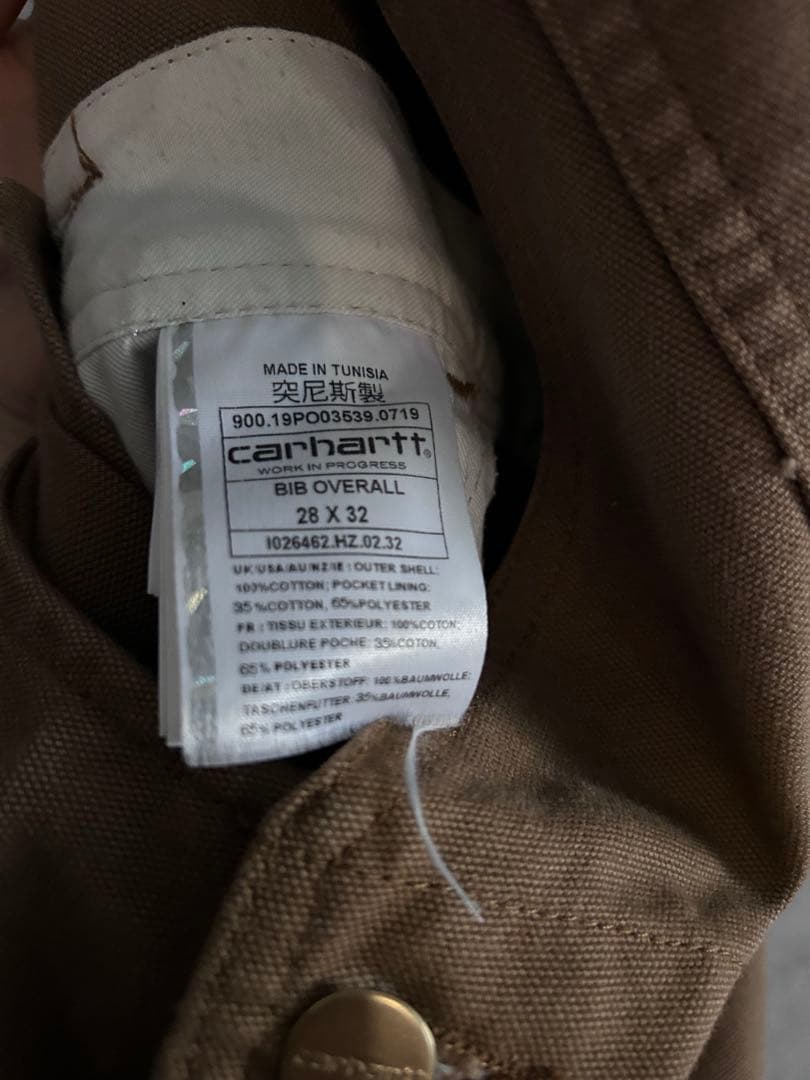 MADE IN TUNISIA
突尼斯製
900.19PO03539.0719
carhartt®
WORK IN PROGRESS
BIB OVERALL
28 X 32
I026462.HZ.02.32
UK/USA/AU/NZ/IE : OUTER SHELL:
100%COTTON; POCKET LINING:
35%COTTON, 65%POLYESTER
FR : TISSU EXTERIEUR: 100%COTON;
DOUBLURE POCHE: 35%COTON,
65% POLYESTER
DE/AT : OBERSTOFF: 100%BAUMWOLLE;
TASCHENFUTTER: 35%BAUMWOLLE,
65% POLYESTER